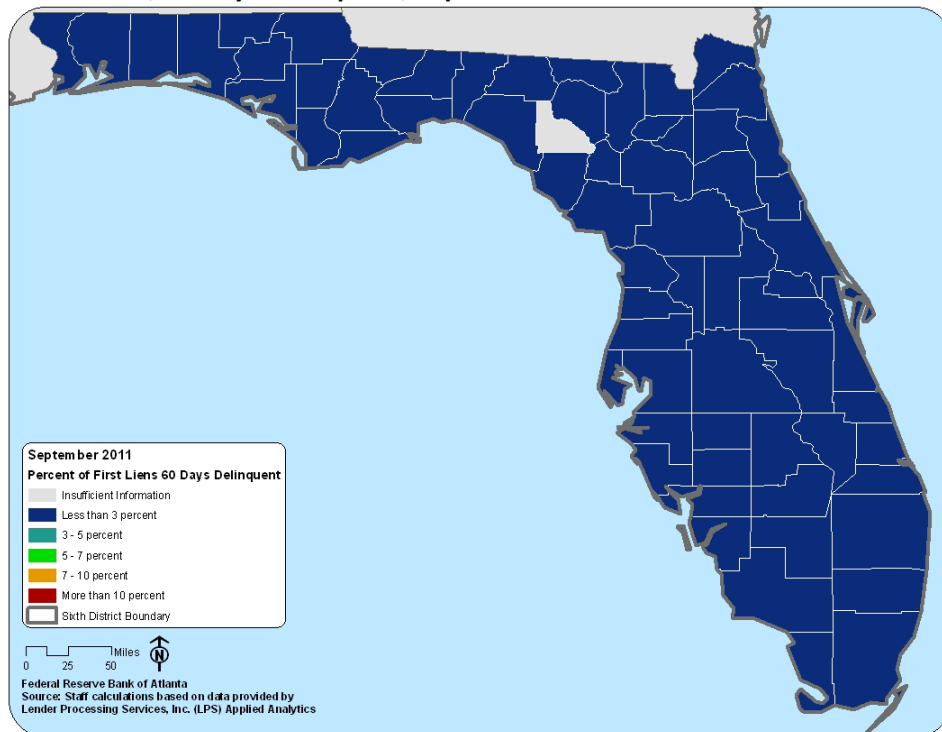 September 2011
Percent of First Liens 60 Days Delinquent
Insufficient Information
Less than 3 percent
3 - 5 percent
5 - 7 percent
7 - 10 percent
More than 10 percent
Sixth District Boundary
Miles
0 25 50
N
Federal Reserve Bank of Atlanta
Source: Staff calculations based on data provided by
Lender Processing Services, Inc. (LPS) Applied Analytics